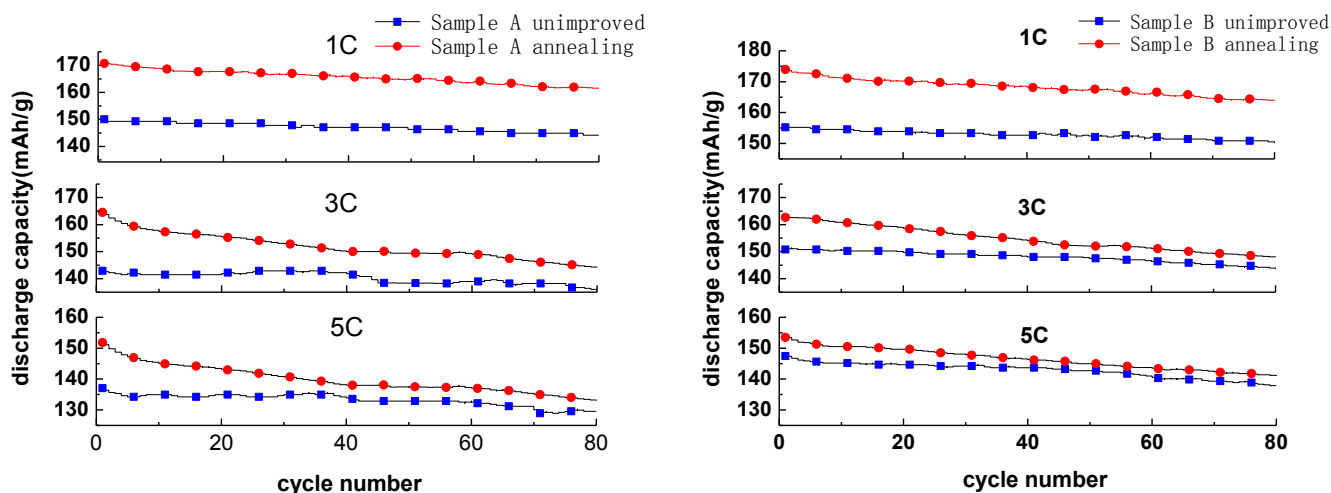 Sample A unimproved
Sample A annealing
1C
170
160
150
140
discharge capacity(mAh/g)
3C
170
160
150
140
5C
160
150
140
130
0
20
40
60
80
cycle number
Sample B unimproved
Sample B annealing
1C
180
170
160
150
discharge capacity(mAh/g)
3C
170
160
150
140
5C
160
150
140
130
0
20
40
60
80
cycle number